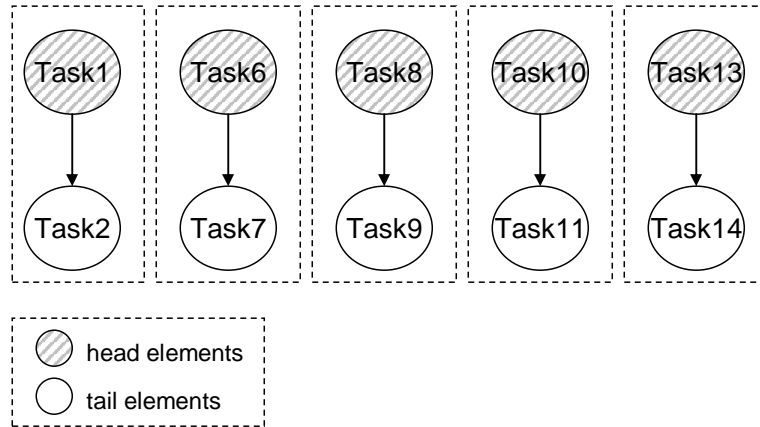 Task1 Task6 Task8 Task10 Task13
Task2 Task7 Task9 Task11 Task14
head elements
tail elements